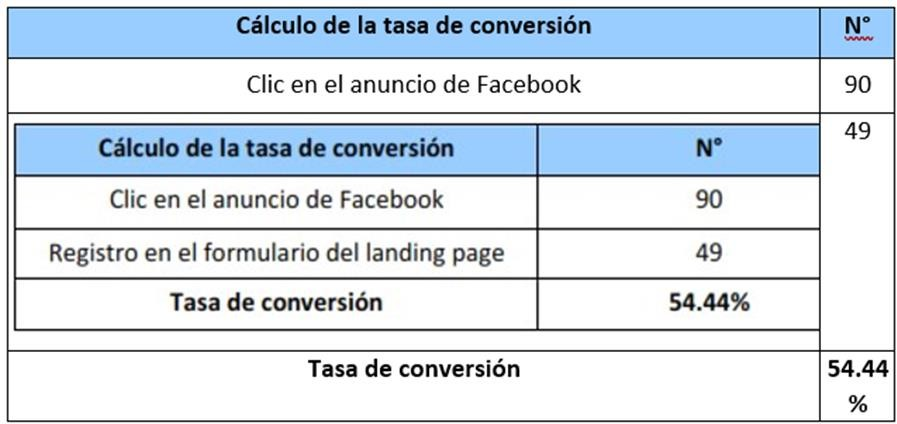 Cálculo de la tasa de conversión N°
Clic en el anuncio de Facebook 90
49
Cálculo de la tasa de conversión N°
Clic en el anuncio de Facebook 90
Registro en el formulario del landing page 49
Tasa de conversión 54.44%
Tasa de conversión 54.44
%